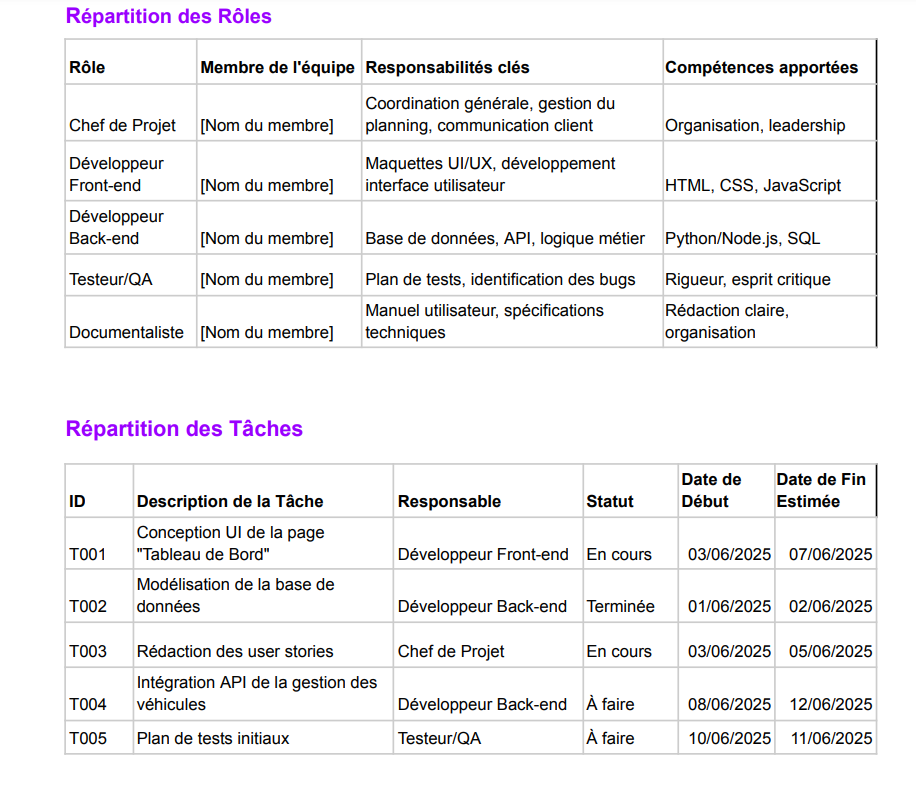 Répartition des Rôles
Rôle Membre de l'équipe Responsabilités clés Compétences apportées
Chef de Projet [Nom du membre] Coordination générale, gestion du
planning, communication client Organisation, leadership
Développeur
Front-end [Nom du membre] Maquettes UI/UX, développement
interface utilisateur HTML, CSS, JavaScript
Développeur
Back-end [Nom du membre] Base de données, API, logique métier Python/Node.js, SQL
Testeur/QA [Nom du membre] Plan de tests, identification des bugs Rigueur, esprit critique
Documentaliste [Nom du membre] Manuel utilisateur, spécifications
techniques Rédaction claire,
organisation
Répartition des Tâches
ID Description de la Tâche Responsable Statut Date de
Début Date de Fin
Estimée
T001 Conception UI de la page
"Tableau de Bord" Développeur Front-end En cours 03/06/2025 07/06/2025
T002 Modélisation de la base de
données Développeur Back-end Terminée 01/06/2025 02/06/2025
T003 Rédaction des user stories Chef de Projet En cours 03/06/2025 05/06/2025
T004 Intégration API de la gestion des
véhicules Développeur Back-end À faire 08/06/2025 12/06/2025
T005 Plan de tests initiaux Testeur/QA À faire 10/06/2025 11/06/2025